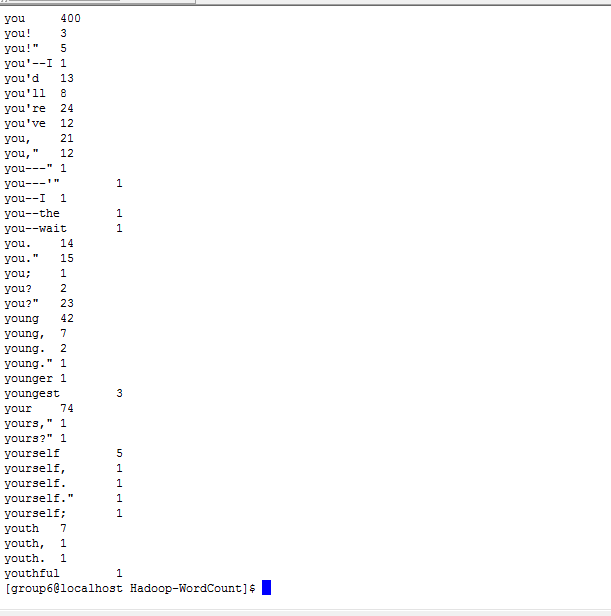 you 400
you! 3
you!" 5
you'--I 1
you'd 13
you'll 8
you're 24
you've 12
you, 21
you," 12
you---" 1
you---'" 1
you--I 1
you--the 1
you--wait 1
you. 14
you." 15
you; 1
you? 2
you?" 23
young 42
young, 7
young. 2
young." 1
younger 1
youngest 3
your 74
yours," 1
yours?" 1
yourself 5
yourself, 1
yourself. 1
yourself." 1
yourself; 1
youth 7
youth, 1
youth. 1
youthful 1
[group6@localhost Hadoop-WordCount]$